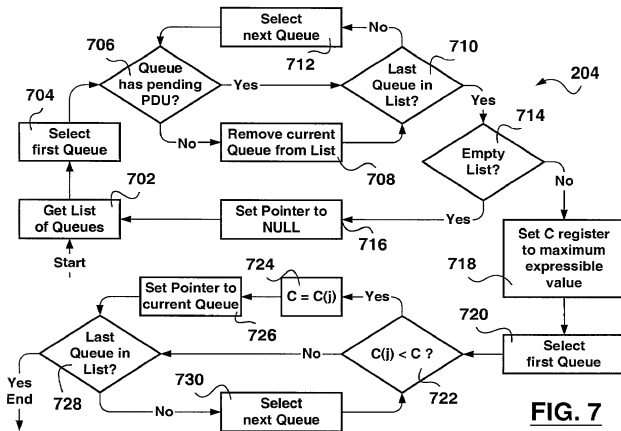 Select
next Queue
712
No
706
Queue
has pending
PDU?
Yes
710
Last
Queue in
List?
204
704
Select
first Queue
No
Remove current
Queue from List
708
Yes
714
Empty
List?
No
702
Get List
of Queues
Start
Set Pointer to
NULL
716
Yes
Set C register
to maximum
expressible
value
718
724
C = C(j)
Yes
Set Pointer to
current Queue
726
720
Select
first Queue
Last
Queue in
List?
728
No
C(j) < C ?
722
Yes
End
No
730
Select
next Queue
FIG. 7